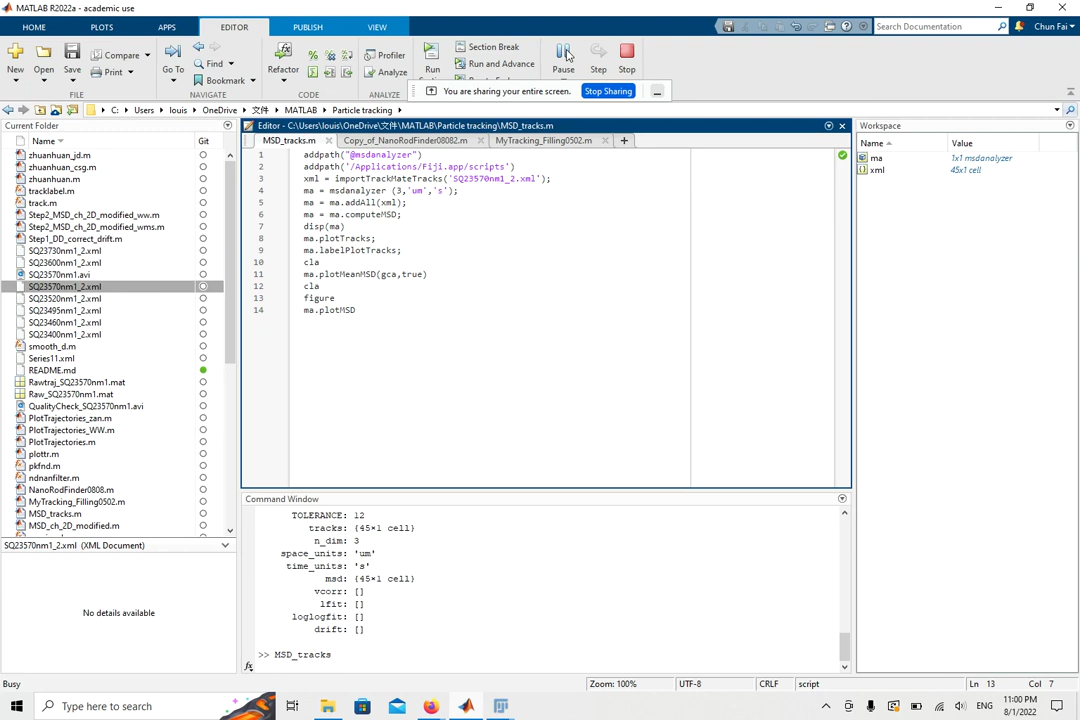 MATLAB R2022a - academic use
HOME
PLOTS
APPS
EDITOR
PUBLISH
VIEW
Search Documentation
Chun Fai
New
Open
Save
Compare
Print
Go To
Find
Bookmark
Refactor
Profiler
Analyze
Run
Section Break
Run and Advance
Pause
Step
Stop
FILE
NAVIGATE
CODE
ANALYZE
You are sharing your entire screen.
Stop Sharing
C: Users louis OneDrive 文件 MATLAB Particle tracking
Current Folder
Name
Git
zhuanhuan_jd.m
zhuanhuan_csg.m
zhuanhuan.m
tracklabel.m
track.m
Step2_MSD_ch_2D_modified_ww.m
Step2_MSD_ch_2D_modified_wms.m
Step1_DD_correct_drift.m
SQ23730nm1_2.xml
SQ23600nm1_2.xml
SQ23570nm1.avi
SQ23570nm1_2.xml
SQ23520nm1_2.xml
SQ23495nm1_2.xml
SQ23460nm1_2.xml
SQ23400nm1_2.xml
smooth_d.m
Series11.xml
README.md
Rawtraj_SQ23570nm1.mat
Raw_SQ23570nm1.mat
QualityCheck_SQ23570nm1.avi
PlotTrajectories_zan.m
PlotTrajectories_WW.m
PlotTrajectories.m
plottr.m
pkfnd.m
ndnanfilter.m
NanoRodFinder0808.m
MyTracking_Filling0502.m
MSD_tracks.m
MSD_ch_2D_modified.m
SQ23570nm1_2.xml (XML Document)
No details available
Editor - C:\Users\louis\OneDrive\文件\MATLAB\Particle tracking\MSD_tracks.m
MSD_tracks.m
Copy_of_NanoRodFinder08082.m
MyTracking_Filling0502.m
1 addpath("@msdanalyzer")
2 addpath('/Applications/Fiji.app/scripts')
3 xml = importTrackMateTracks('SQ23570nm1_2.xml');
4 ma = msdanalyzer (3,'um','s');
5 ma = ma.addAll(xml);
6 ma = ma.computeMSD;
7 disp(ma)
8 ma.plotTracks;
9 ma.labelPlotTracks;
10 cla
11 ma.plotMeanMSD(gca,true)
12 cla
13 figure
14 ma.plotMSD
Command Window
TOLERANCE: 12
tracks: {45×1 cell}
n_dim: 3
space_units: 'um'
time_units: 's'
msd: {45×1 cell}
vcorr: []
lfit: []
loglogfit: []
drift: []
>> MSD_tracks
fx
Workspace
Name
Value
ma
1x1 msdanalyzer
xml
45x1 cell
Busy
Zoom: 100%
UTF-8
CRLF
script
Ln 13
Col 7
Type here to search
ENG
11:00 PM
8/1/2022